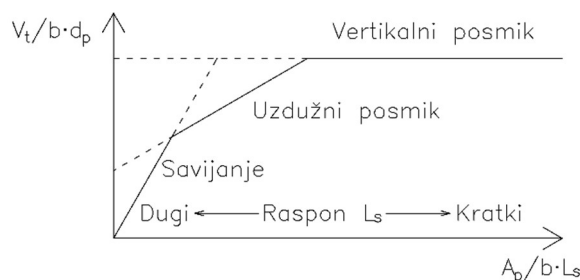 V_t/b·d_p
Vertikalni posmik
Uzdužni posmik
Savijanje
Dugi ← Raspon L_s → Kratki
A_p/b·L_s